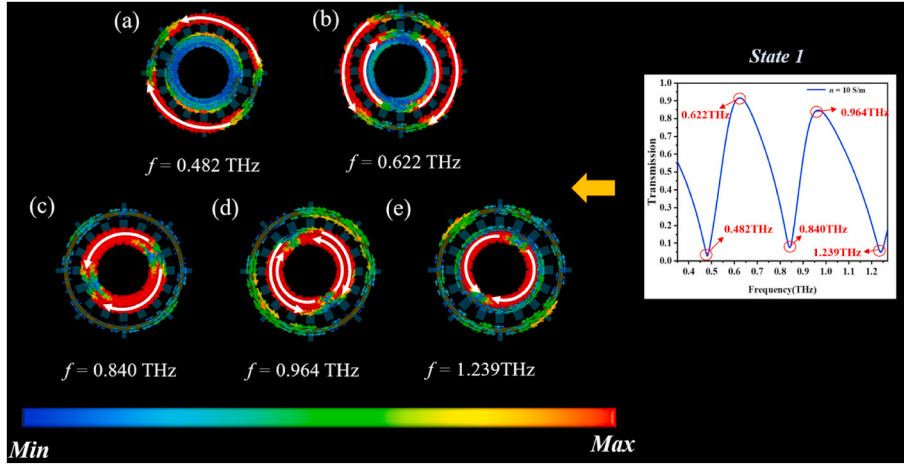 (a)
(b)
State 1
f = 0.482 THz
f = 0.622 THz
(c)
(d)
(e)
f = 0.840 THz
f = 0.964 THz
f = 1.239THz
Min
Max
n = 10 S/m
1.0
0.9
0.8
0.7
0.6
0.5
0.4
0.3
0.2
0.1
0.0
Transmission
0.622THz
0.964THz
0.482THz
0.840THz
1.239THz
0.4 0.5 0.6 0.7 0.8 0.9 1.0 1.1 1.2
Frequency(THz)